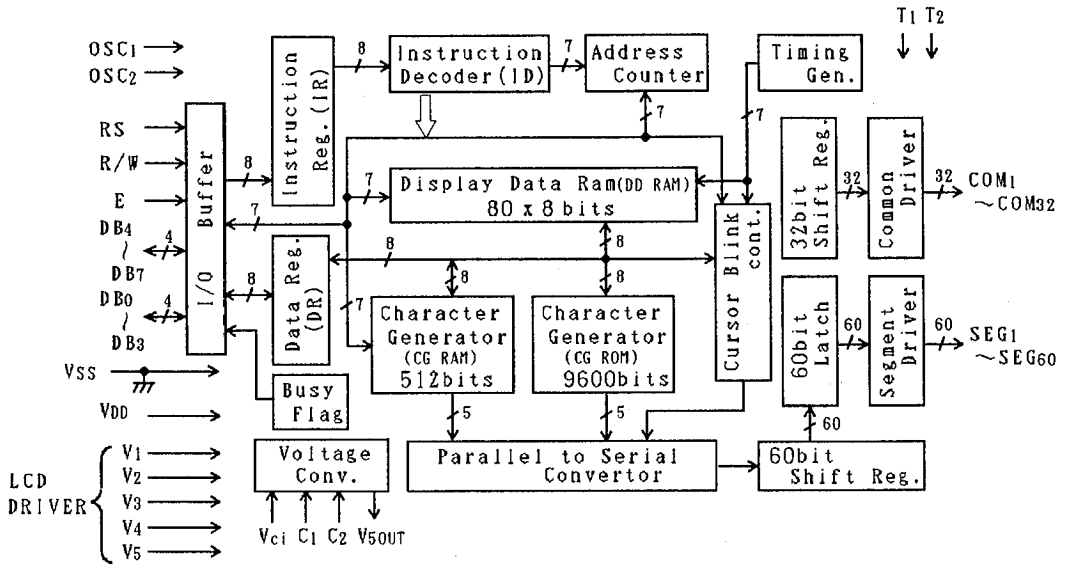 OSC1
OSC2
RS
R/W
E
DB4
~
DB7
DB0
~
DB3
VSS
VDD
LCD
DRIVER
V1
V2
V3
V4
V5
4
4
I/O Buffer
8
7
8
Instruction
Reg.(IR)
8
Instruction
Decoder(ID)
7
Address
Counter
7
Timing
Gen.
7
T1 T2
7
Display Data Ram(DD RAM)
80 x 8bits
8
8
Data Reg.
(DR)
7
8
Character
Generator
(CG RAM)
512bits
8
Character
Generator
(CG ROM)
9600bits
Cursor Blink
cont.
Busy
Flag
5
5
Voltage
Conv.
Vci C1 C2 V5OUT
Parallel to Serial
Convertor
60bit
Shift Reg.
60
32bit
Shift Reg.
32
Common
Driver
32
COM1
~COM32
60bit
Latch
60
Segment
Driver
60
SEG1
~SEG60